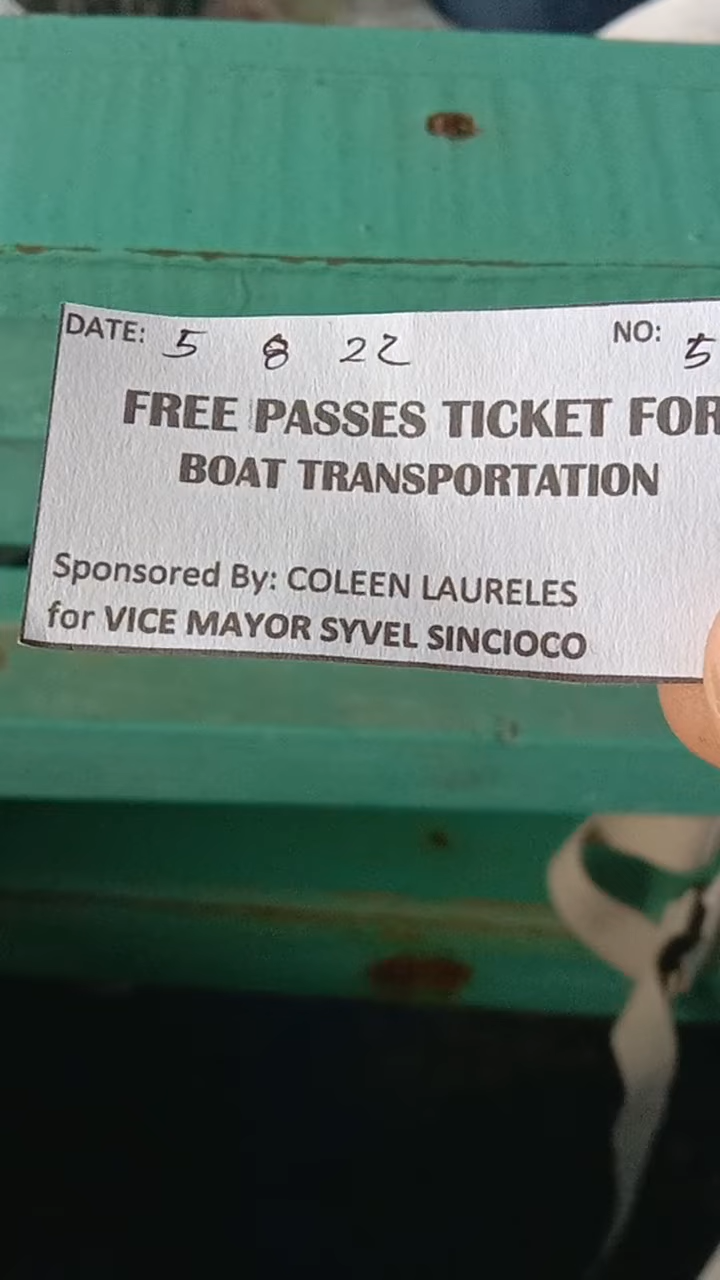 DATE: 5 8 22 NO: 5
FREE PASSES TICKET FOR
BOAT TRANSPORTATION
Sponsored By: COLEEN LAURELES
for VICE MAYOR SYVEL SINCIOCO